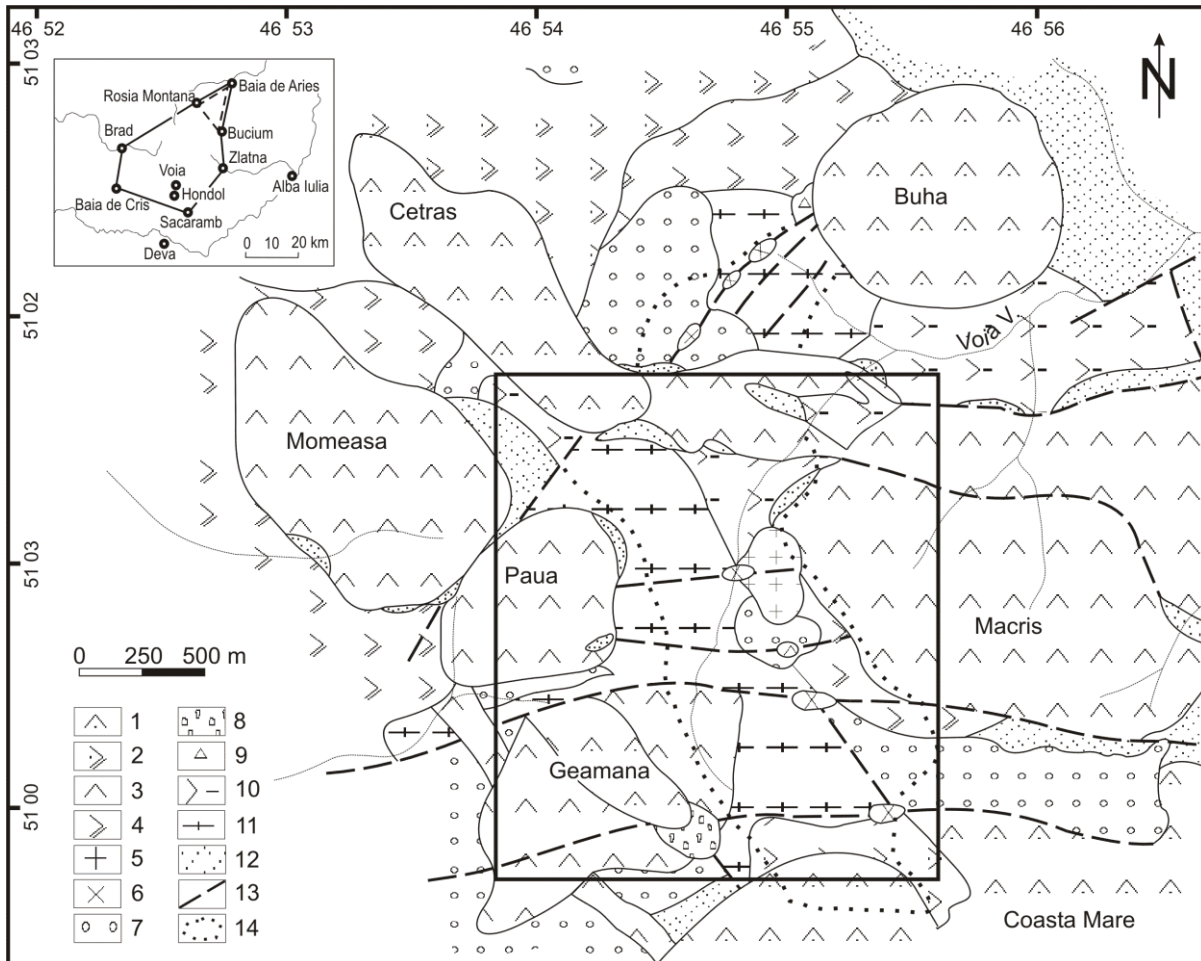 46 52
46 53
46 54
46 55
46 56
51 03
51 02
51 03
51 00
N
Rosia Montana
Baia de Aries
Brad
Bucium
Zlatna
Voia
Hondol
Alba Iulia
Baia de Cris
Sacaramb
Deva
0 10 20 km
Cetras
Buha
Voia V.
Momeasa
Paua
Macris
Geamana
Coasta Mare
0 250 500 m
1
2
3
4
5
6
7
8
9
10
11
12
13
14